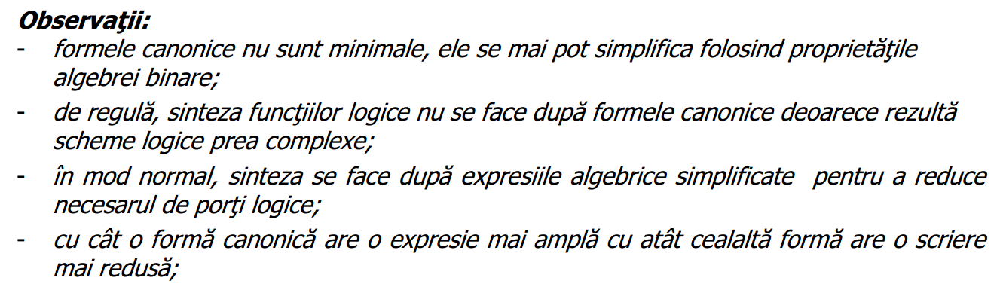 Observaţii:
- formele canonice nu sunt minimale, ele se mai pot simplifica folosind proprietăţile
algebrei binare;
- de regulă, sinteza funcţiilor logice nu se face după formele canonice deoarece rezultă
scheme logice prea complexe;
- în mod normal, sinteza se face după expresiile algebrice simplificate pentru a reduce
necesarul de porţi logice;
- cu cât o formă canonică are o expresie mai amplă cu atât cealaltă formă are o scriere
mai redusă;